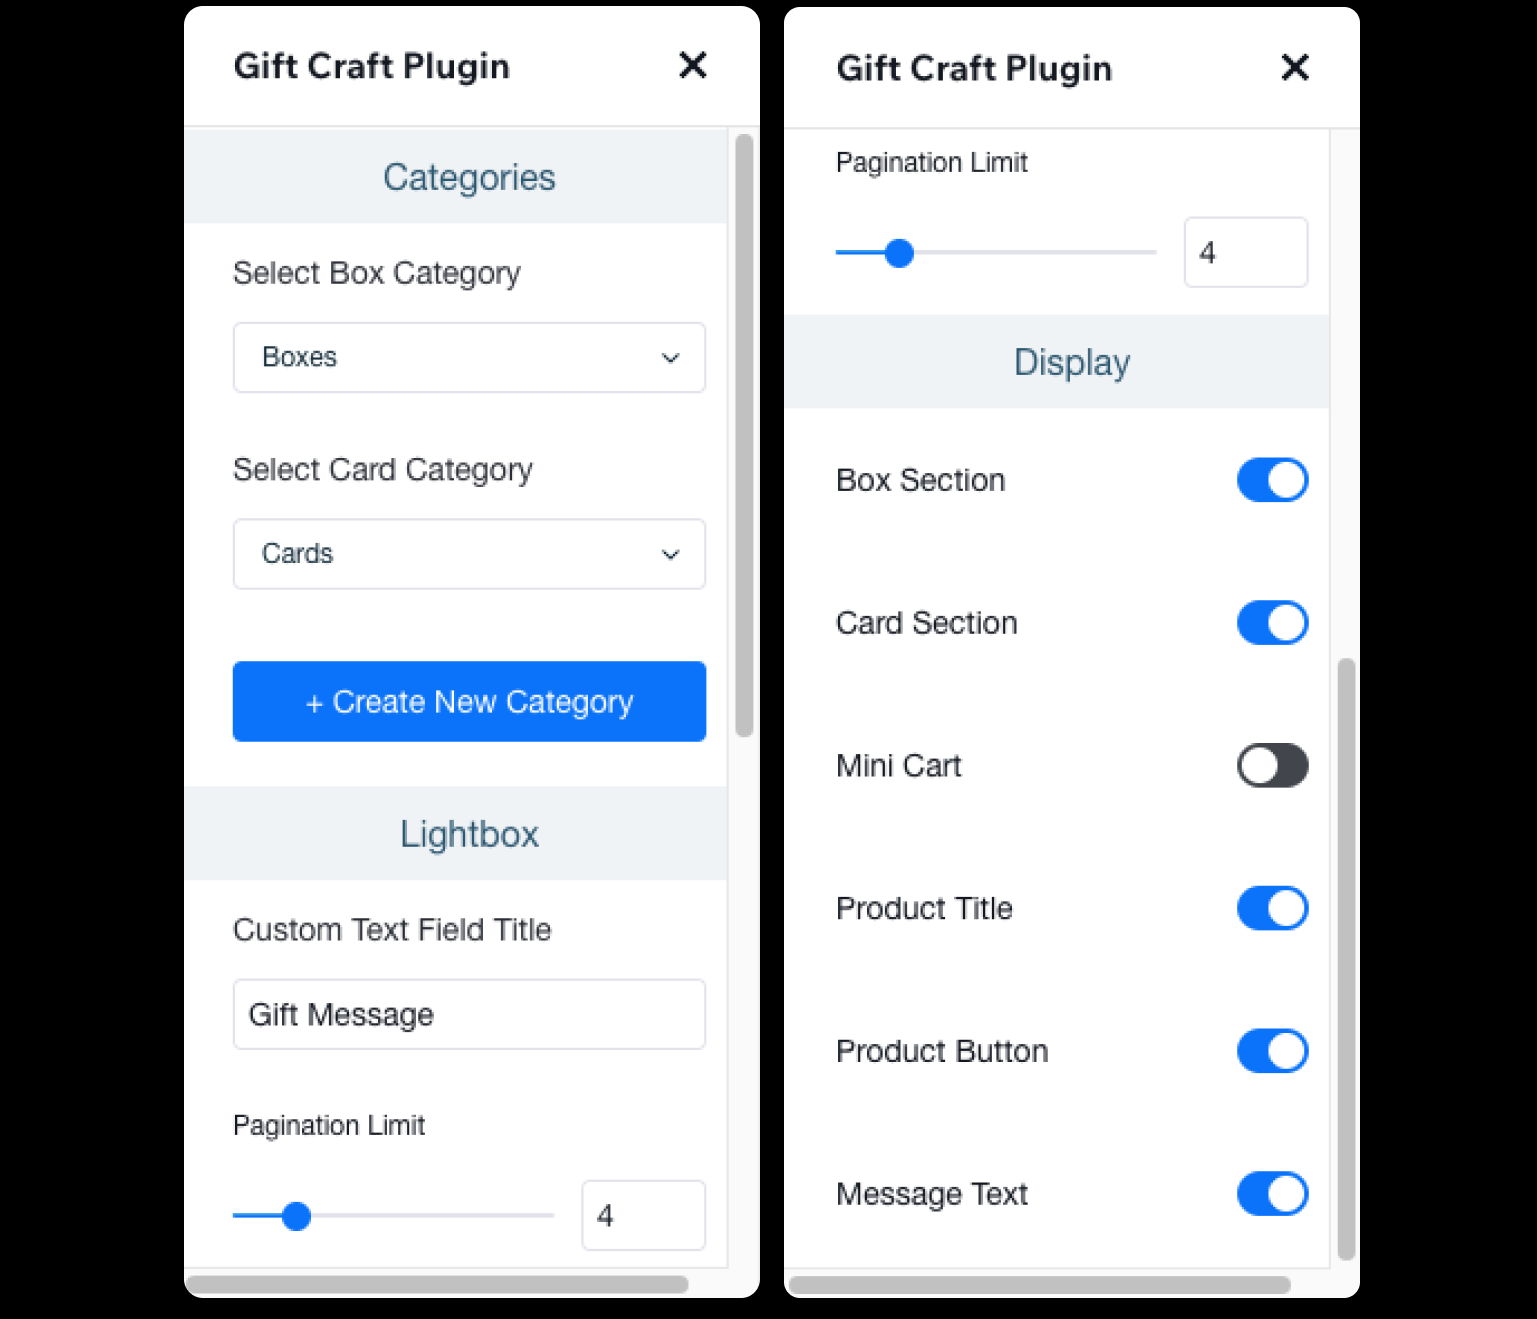 Gift Craft Plugin
Categories
Select Box Category
Boxes
Select Card Category
Cards
+ Create New Category
Lightbox
Custom Text Field Title
Gift Message
Pagination Limit
4
Gift Craft Plugin
Pagination Limit
4
Display
Box Section
Card Section
Mini Cart
Product Title
Product Button
Message Text